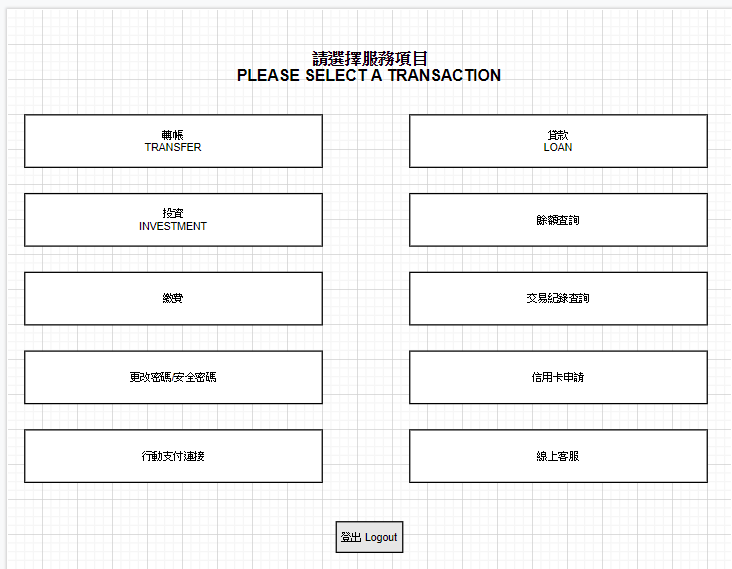 請選擇服務項目
PLEASE SELECT A TRANSACTION
轉帳
TRANSFER
貸款
LOAN
投資
INVESTMENT
餘額查詢
繳費
交易紀錄查詢
更改密碼/安全密碼
信用卡申請
行動支付連接
線上客服
登出 Logout